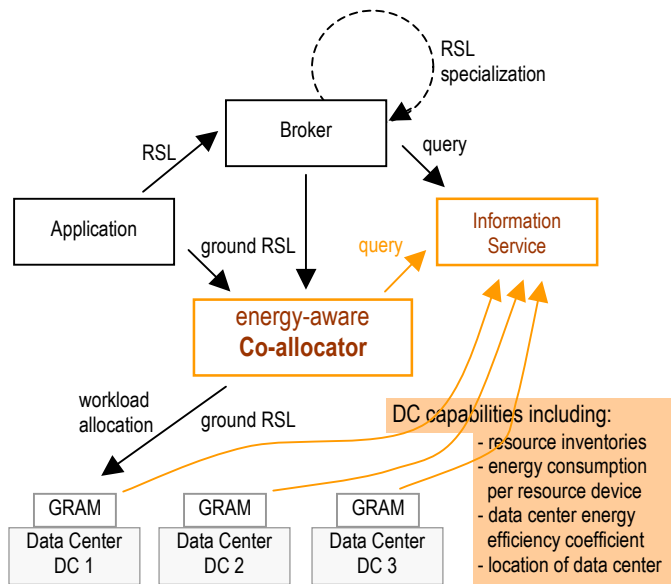 RSL
specialization
Broker
RSL
query
Application
Information
Service
ground RSL
query
energy-aware
Co-allocator
workload
allocation
ground RSL
DC capabilities including:
- resource inventories
- energy consumption
per resource device
- data center energy
efficiency coefficient
- location of data center
GRAM
GRAM
GRAM
Data Center
DC 1
Data Center
DC 2
Data Center
DC 3